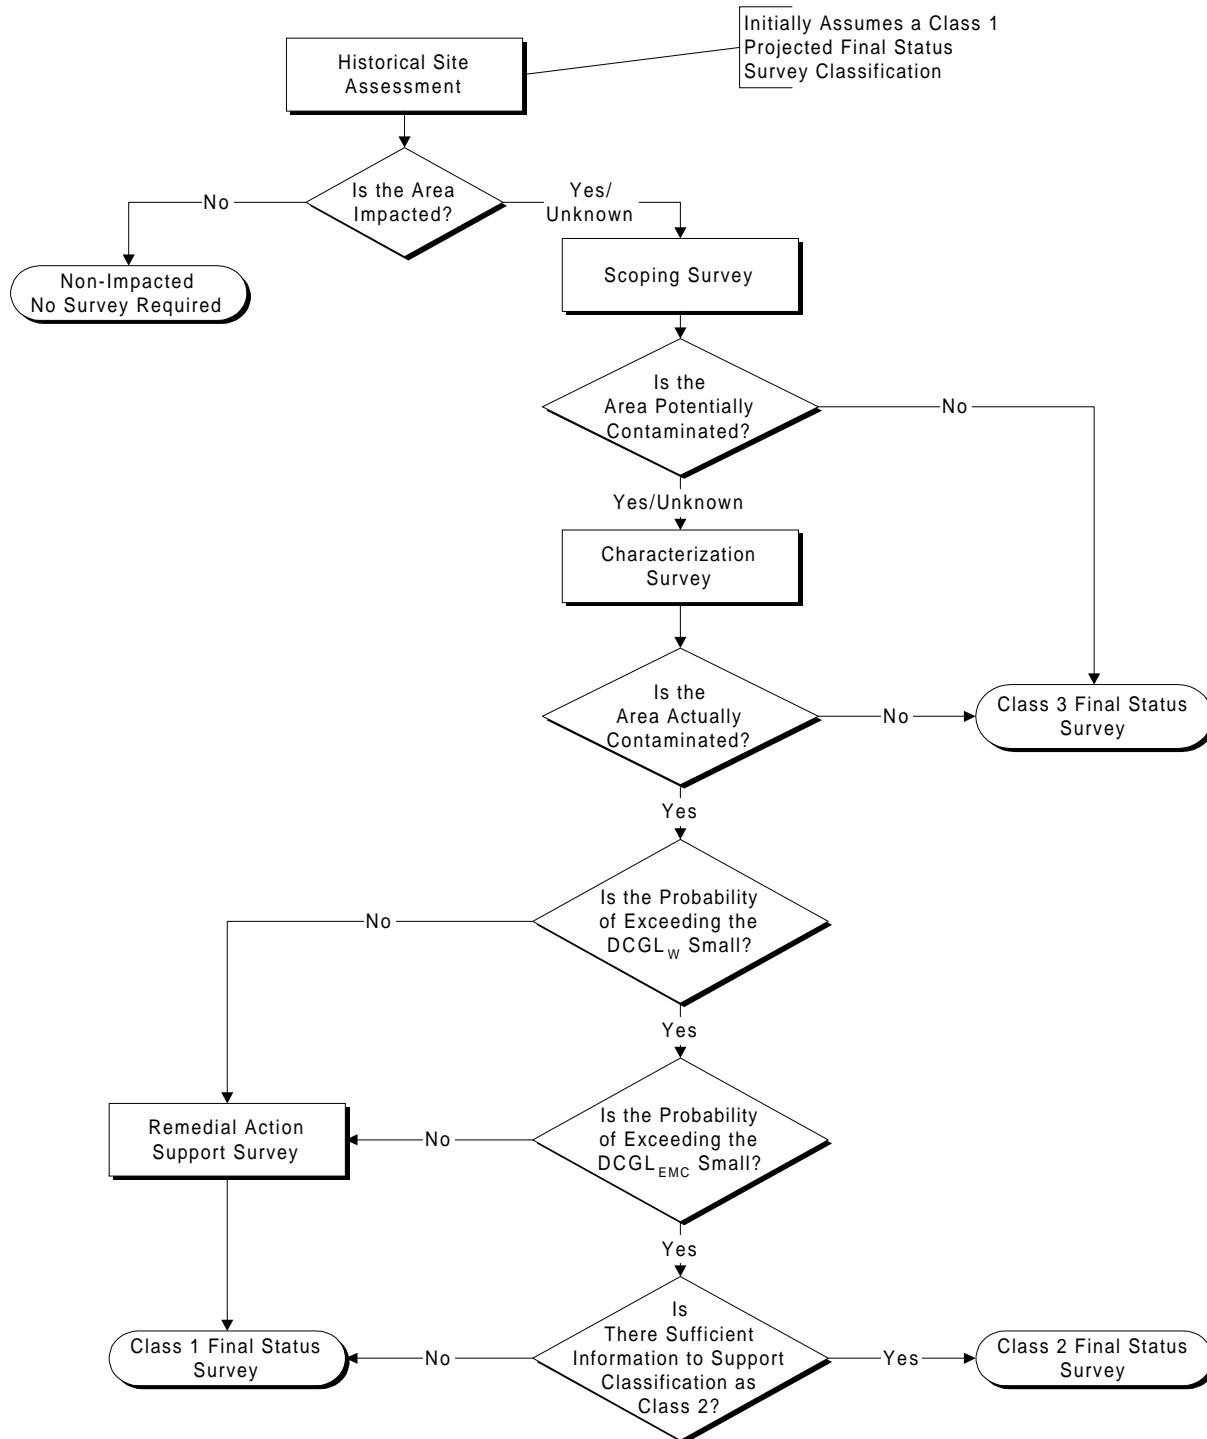 Initially Assumes a Class 1
Projected Final Status
Survey Classification
Historical Site
Assessment
Is the Area
Impacted?
No
Yes/
Unknown
Non-Impacted
No Survey Required
Scoping Survey
Is the
Area Potentially
Contaminated?
No
Yes/Unknown
Characterization
Survey
Is the
Area Actually
Contaminated?
No
Class 3 Final Status
Survey
Yes
Is the Probability
of Exceeding the
DCGLW Small?
No
Yes
Remedial Action
Support Survey
No
Is the Probability
of Exceeding the
DCGLEMC Small?
Yes
Is
There Sufficient
Information to Support
Classification as
Class 2?
No
Class 1 Final Status
Survey
Yes
Class 2 Final Status
Survey